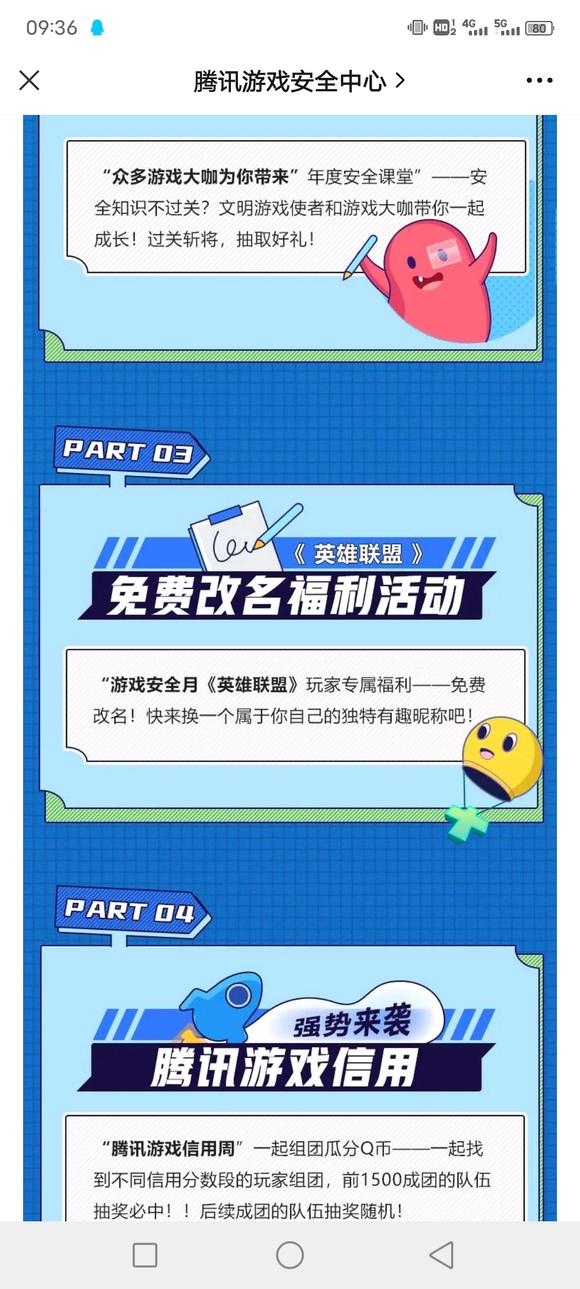 09:36
HD 1 2 4G 5G 80
腾讯游戏安全中心
“众多游戏大咖为你带来”年度安全课堂”——安
全知识不过关?文明游戏使者和游戏大咖带你一起
成长!过关斩将,抽取好礼!
PART 03
《英雄联盟》
免费改名福利活动
“游戏安全月《英雄联盟》玩家专属福利——免费
改名!快来换一个属于你自己的独特有趣昵称吧!
PART 04
强势来袭
腾讯游戏信用
“腾讯游戏信用周”一起组团瓜分Q币——一起找
到不同信用分数段的玩家组团,前1500成团的队伍
抽奖必中!!后续成团的队伍抽奖随机!